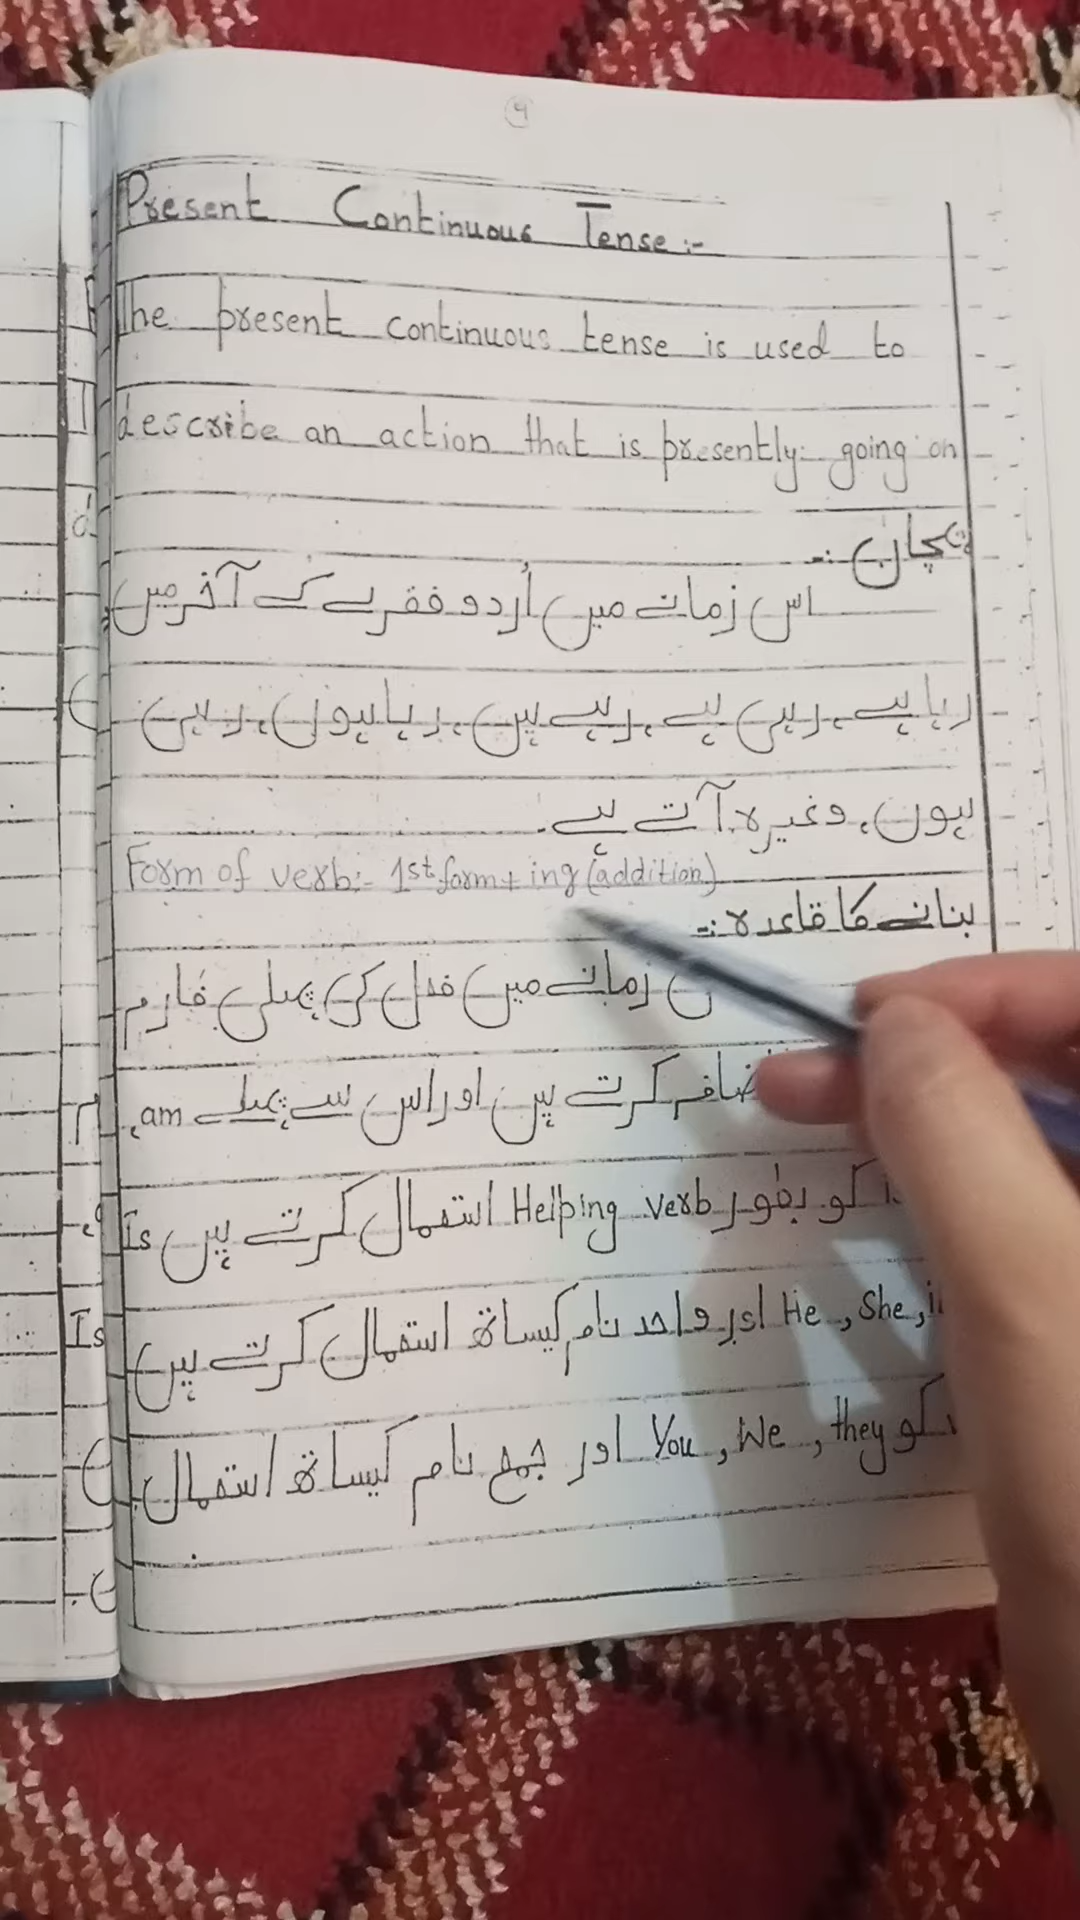 ۹
Present Continuous Tense:-
The present continuous tense is used to
describe an action that is presently going on
پہچان:-
اس زمانے میں اُردو فقرے کے آخر میں
رہا ہے، رہی ہے، رہے ہیں، رہا ہوں، رہی
ہوں، وغیرہ آتے ہے۔
Form of verb:- 1st form + ing (addition)
بنانے کا قاعدہ:-
زمانے میں فعل کی پہلی فارم
اضافہ کرتے ہیں اور اس سے پہلے am،
کو بطور Helping verb استعمال کرتے ہیں Is
He, She, it اور واحد نام کیساتھ استعمال کرتے ہیں
کو You, We, they اور جمع نام کیساتھ استعمال
Is